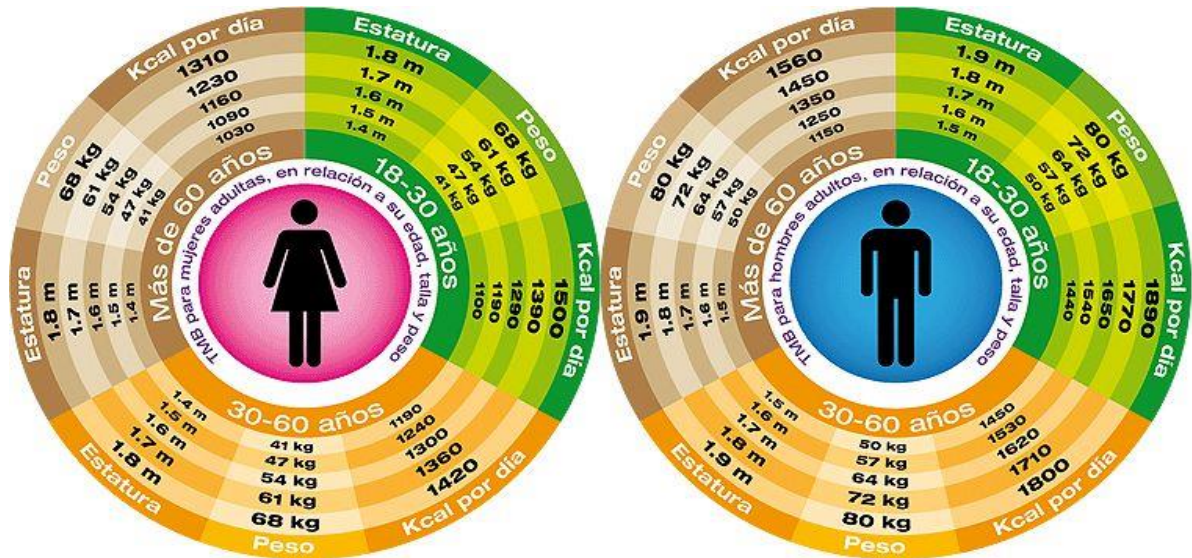 TMB para mujeres adultas, en relación a su edad, talla y peso
18-30 años
Estatura
1.8 m
1.7 m
1.6 m
1.5 m
1.4 m
Peso
68 kg
61 kg
54 kg
47 kg
41 kg
Kcal por día
1500
1390
1290
1190
1100
30-60 años
Estatura
1.4 m
1.5 m
1.6 m
1.7 m
1.8 m
Peso
41 kg
47 kg
54 kg
61 kg
68 kg
Kcal por día
1190
1240
1300
1360
1420
Más de 60 años
Estatura
1.8 m
1.7 m
1.6 m
1.5 m
1.4 m
Peso
68 kg
61 kg
54 kg
47 kg
41 kg
Kcal por día
1310
1230
1160
1090
1030
TMB para hombres adultos, en relación a su edad, talla y peso
18-30 años
Estatura
1.9 m
1.8 m
1.7 m
1.6 m
1.5 m
Peso
80 kg
72 kg
64 kg
57 kg
50 kg
Kcal por día
1890
1770
1650
1540
1440
30-60 años
Estatura
1.5 m
1.6 m
1.7 m
1.8 m
1.9 m
Peso
50 kg
57 kg
64 kg
72 kg
80 kg
Kcal por día
1450
1530
1620
1710
1800
Más de 60 años
Estatura
1.9 m
1.8 m
1.7 m
1.6 m
1.5 m
Peso
80 kg
72 kg
64 kg
57 kg
50 kg
Kcal por día
1560
1450
1350
1250
1150